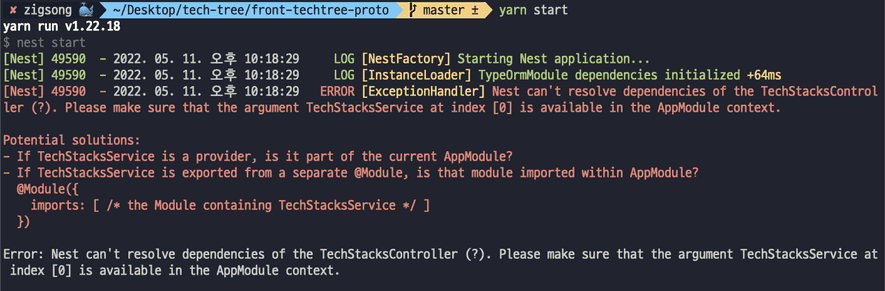 ✘ zigsong 🐳 ~/Desktop/tech-tree/front-techtree-proto master ± yarn start
yarn run v1.22.18
$ nest start
[Nest] 49590  - 2022. 05. 11. 오후 10:18:29     LOG [NestFactory] Starting Nest application...
[Nest] 49590  - 2022. 05. 11. 오후 10:18:29     LOG [InstanceLoader] TypeOrmModule dependencies initialized +64ms
[Nest] 49590  - 2022. 05. 11. 오후 10:18:29   ERROR [ExceptionHandler] Nest can't resolve dependencies of the TechStacksControl
ler (?). Please make sure that the argument TechStacksService at index [0] is available in the AppModule context.

Potential solutions:
- If TechStacksService is a provider, is it part of the current AppModule?
- If TechStacksService is exported from a separate @Module, is that module imported within AppModule?
  @Module({
    imports: [ /* the Module containing TechStacksService */ ]
  })

Error: Nest can't resolve dependencies of the TechStacksController (?). Please make sure that the argument TechStacksService at
 index [0] is available in the AppModule context.